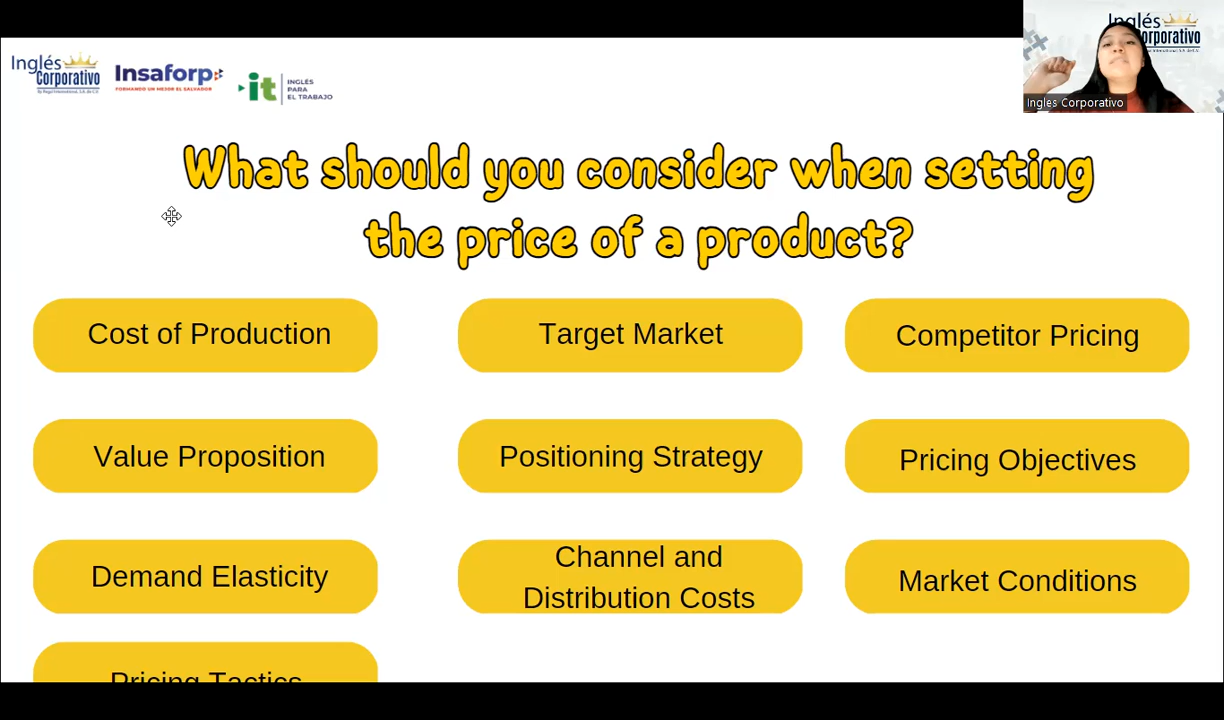 Inglés
Corporativo
Insaforp
FORMANDO UN MEJOR EL SALVADOR
it
INGLÉS
PARA
EL TRABAJO
Inglés
Corporativo
Ingles Corporativo
What should you consider when setting
the price of a product?
Cost of Production
Target Market
Competitor Pricing
Value Proposition
Positioning Strategy
Pricing Objectives
Demand Elasticity
Channel and
Distribution Costs
Market Conditions
Pricing Tactics